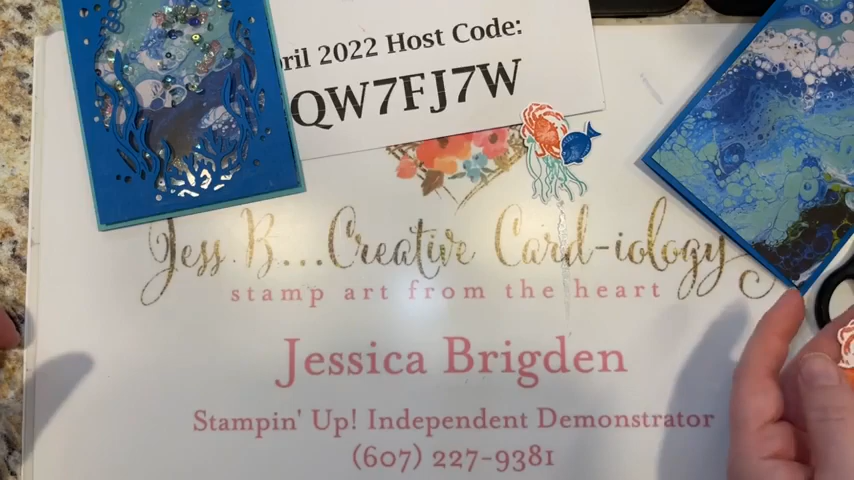 ril 2022 Host Code:
QW7FJ7W
Jess.B....Creative Card-iology
stamp art from the heart
Jessica Brigden
Stampin' Up! Independent Demonstrator
(607) 227-9381